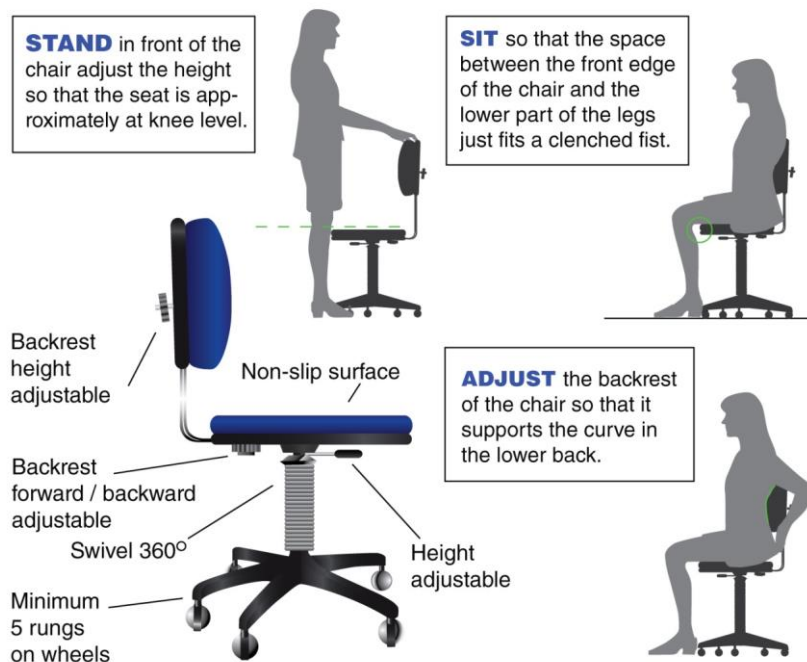 STAND in front of the
chair adjust the height
so that the seat is app-
roximately at knee level.
SIT so that the space
between the front edge
of the chair and the
lower part of the legs
just fits a clenched fist.
Backrest
height
adjustable
Non-slip surface
ADJUST the backrest
of the chair so that it
supports the curve in
the lower back.
Backrest
forward / backward
adjustable
Swivel 360°
Height
adjustable
Minimum
5 rungs
on wheels